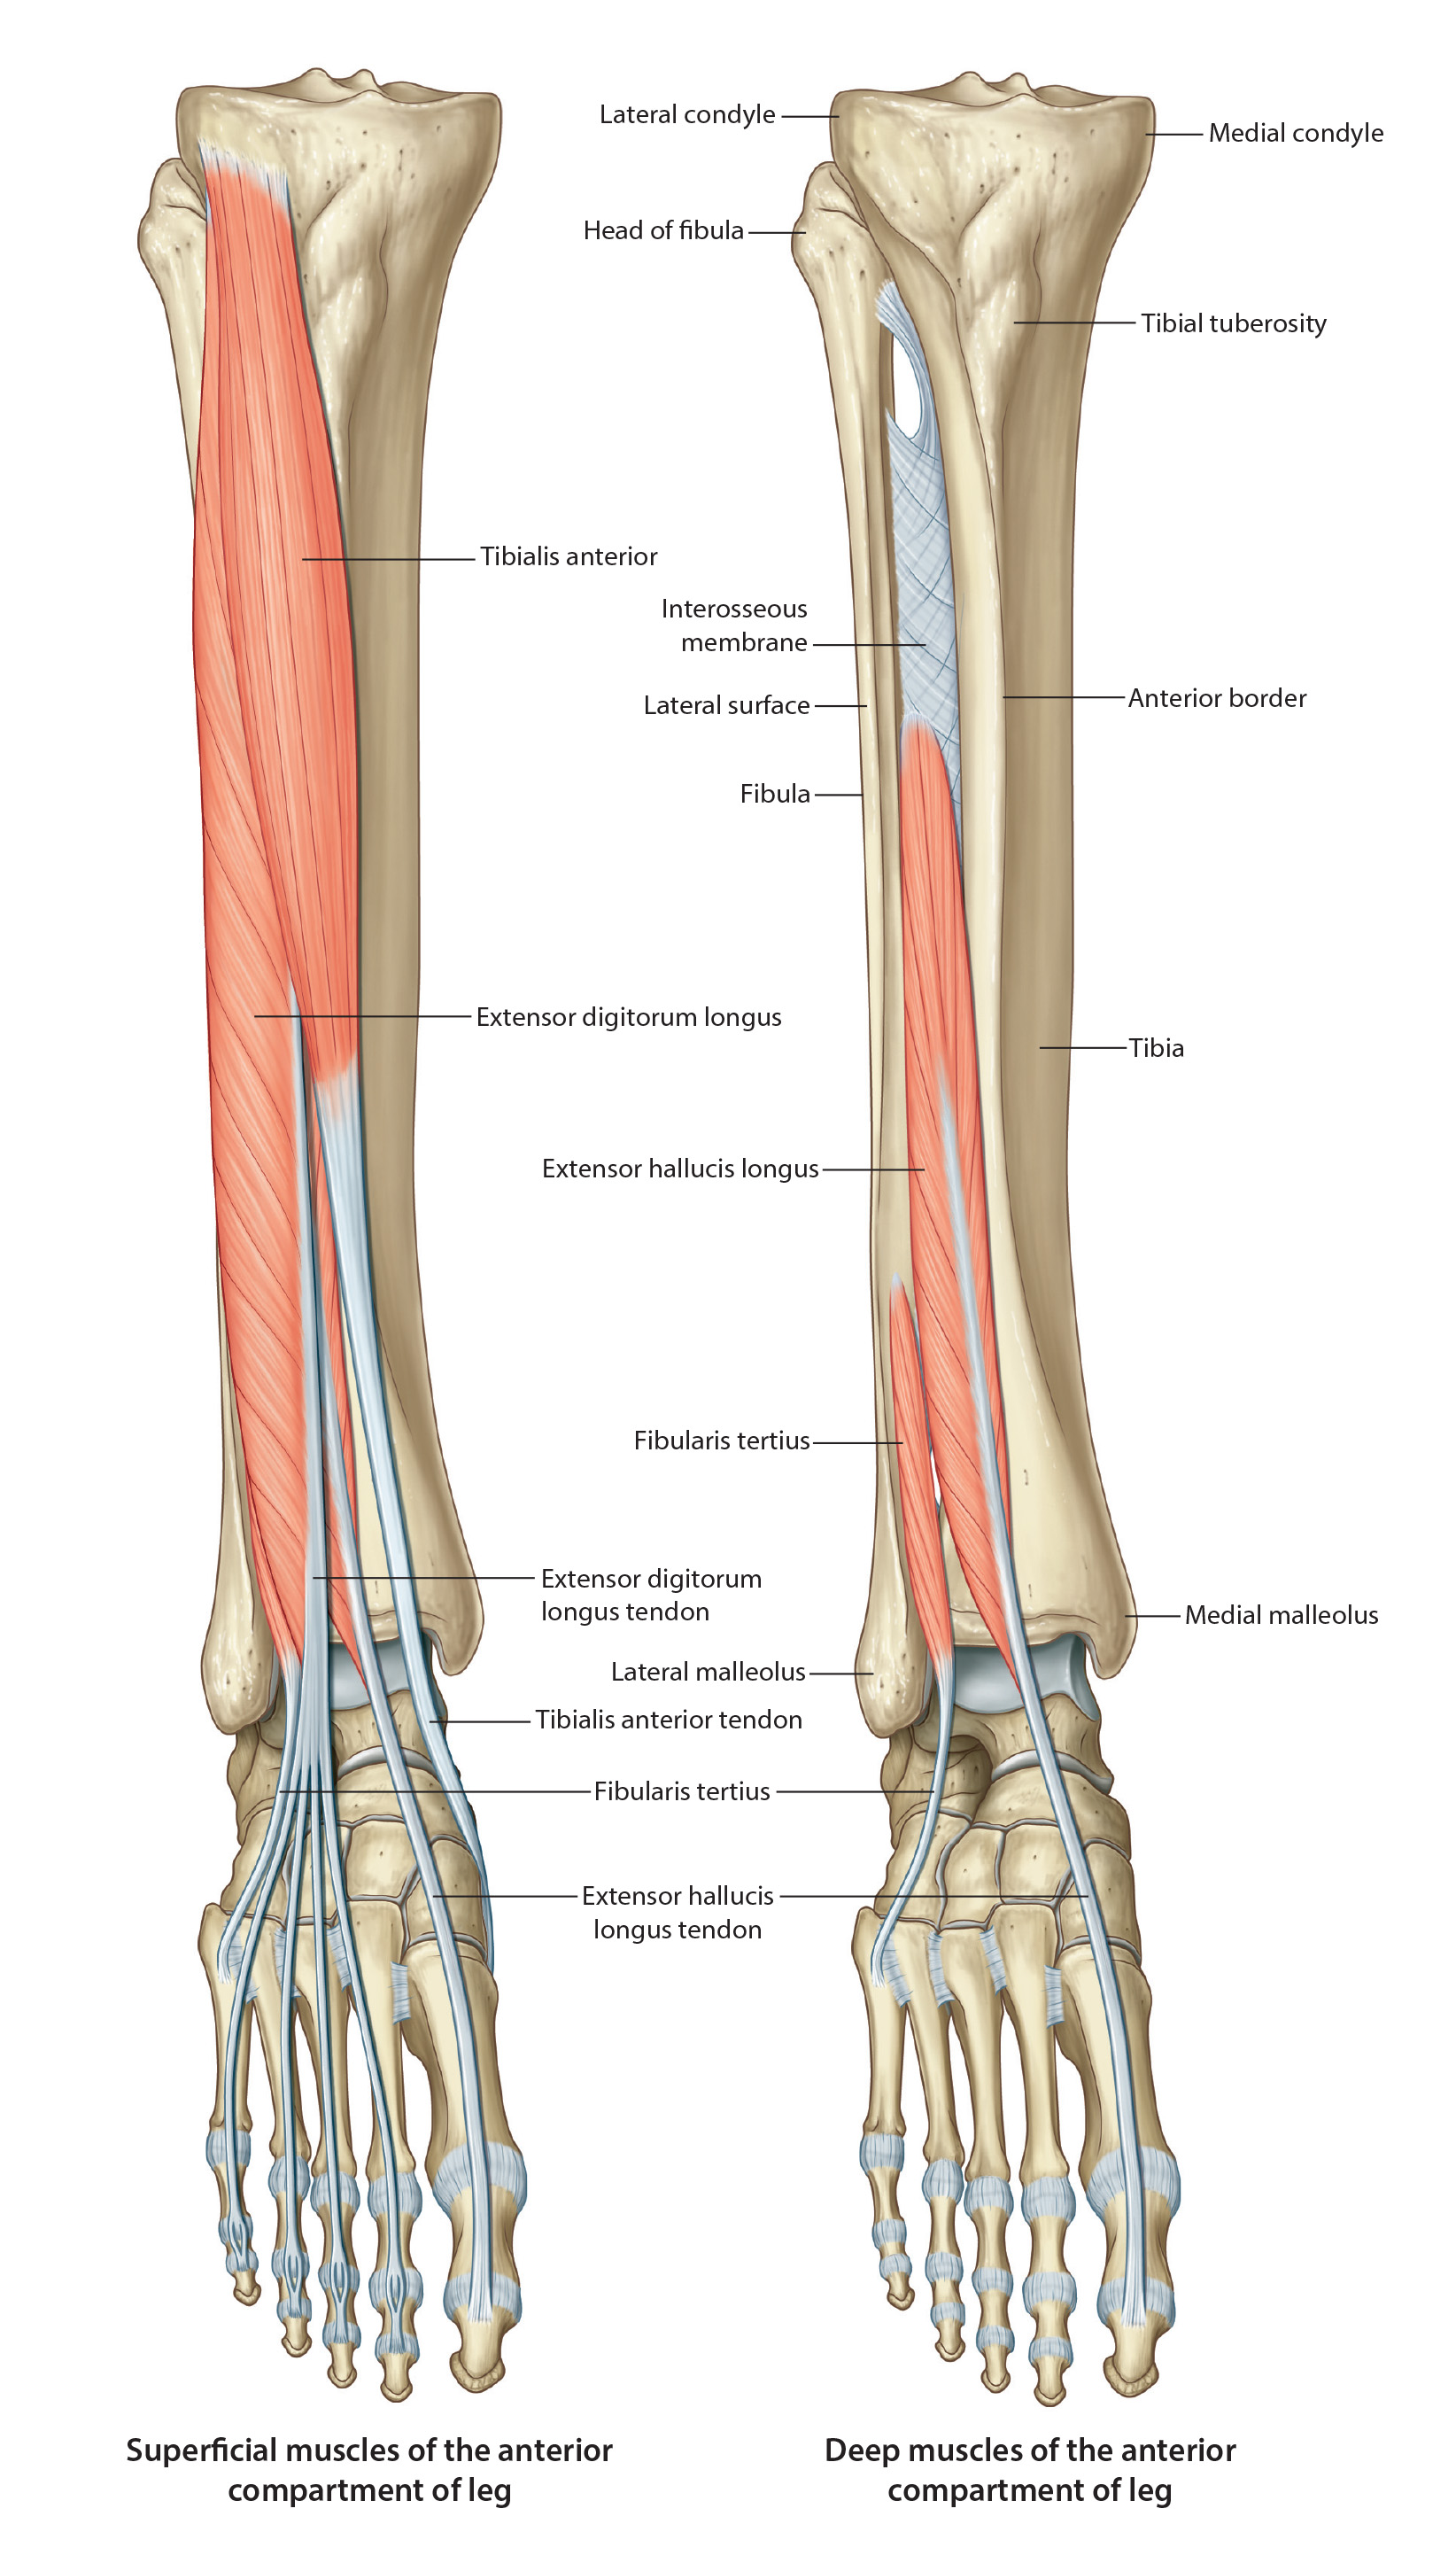 Lateral condyle
Medial condyle
Head of fibula
Tibial tuberosity
Tibialis anterior
Interosseous
membrane
Anterior border
Lateral surface
Fibula
Extensor digitorum longus
Tibia
Extensor hallucis longus
Fibularis tertius
Extensor digitorum
longus tendon
Medial malleolus
Lateral malleolus
Tibialis anterior tendon
Fibularis tertius
Extensor hallucis
longus tendon
Superficial muscles of the anterior
compartment of leg
Deep muscles of the anterior
compartment of leg